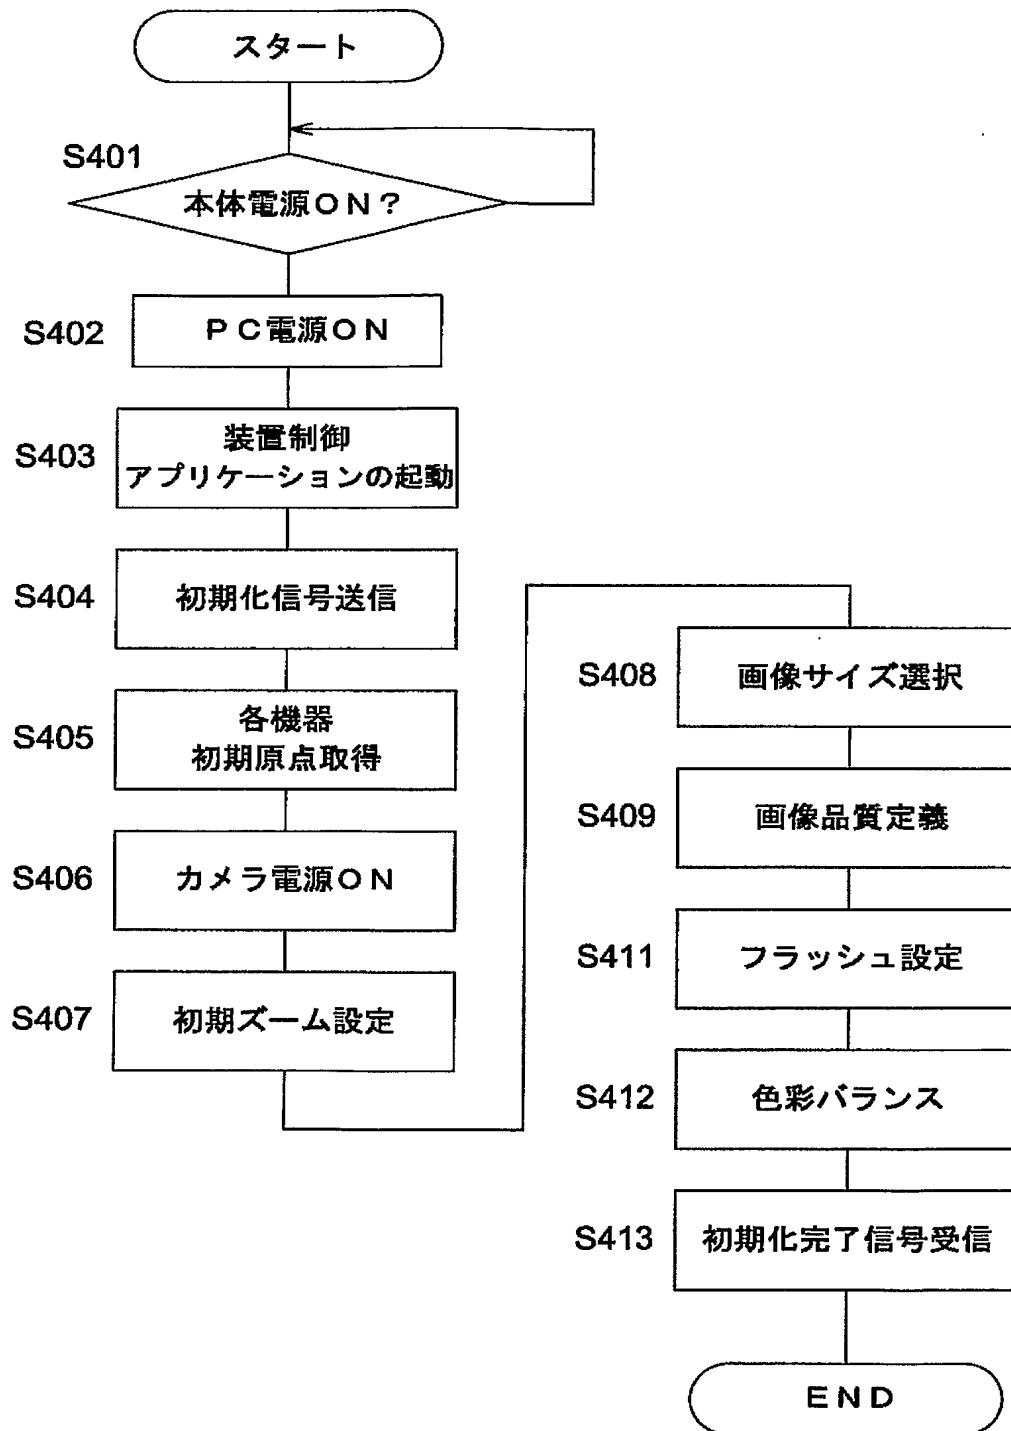 スタート
S401
本体電源ON?
S402
PC電源ON
S403
装置制御
アプリケーションの起動
S404
初期化信号送信
S405
各機器
初期原点取得
S406
カメラ電源ON
S407
初期ズーム設定
S408
画像サイズ選択
S409
画像品質定義
S411
フラッシュ設定
S412
色彩バランス
S413
初期化完了信号受信
END